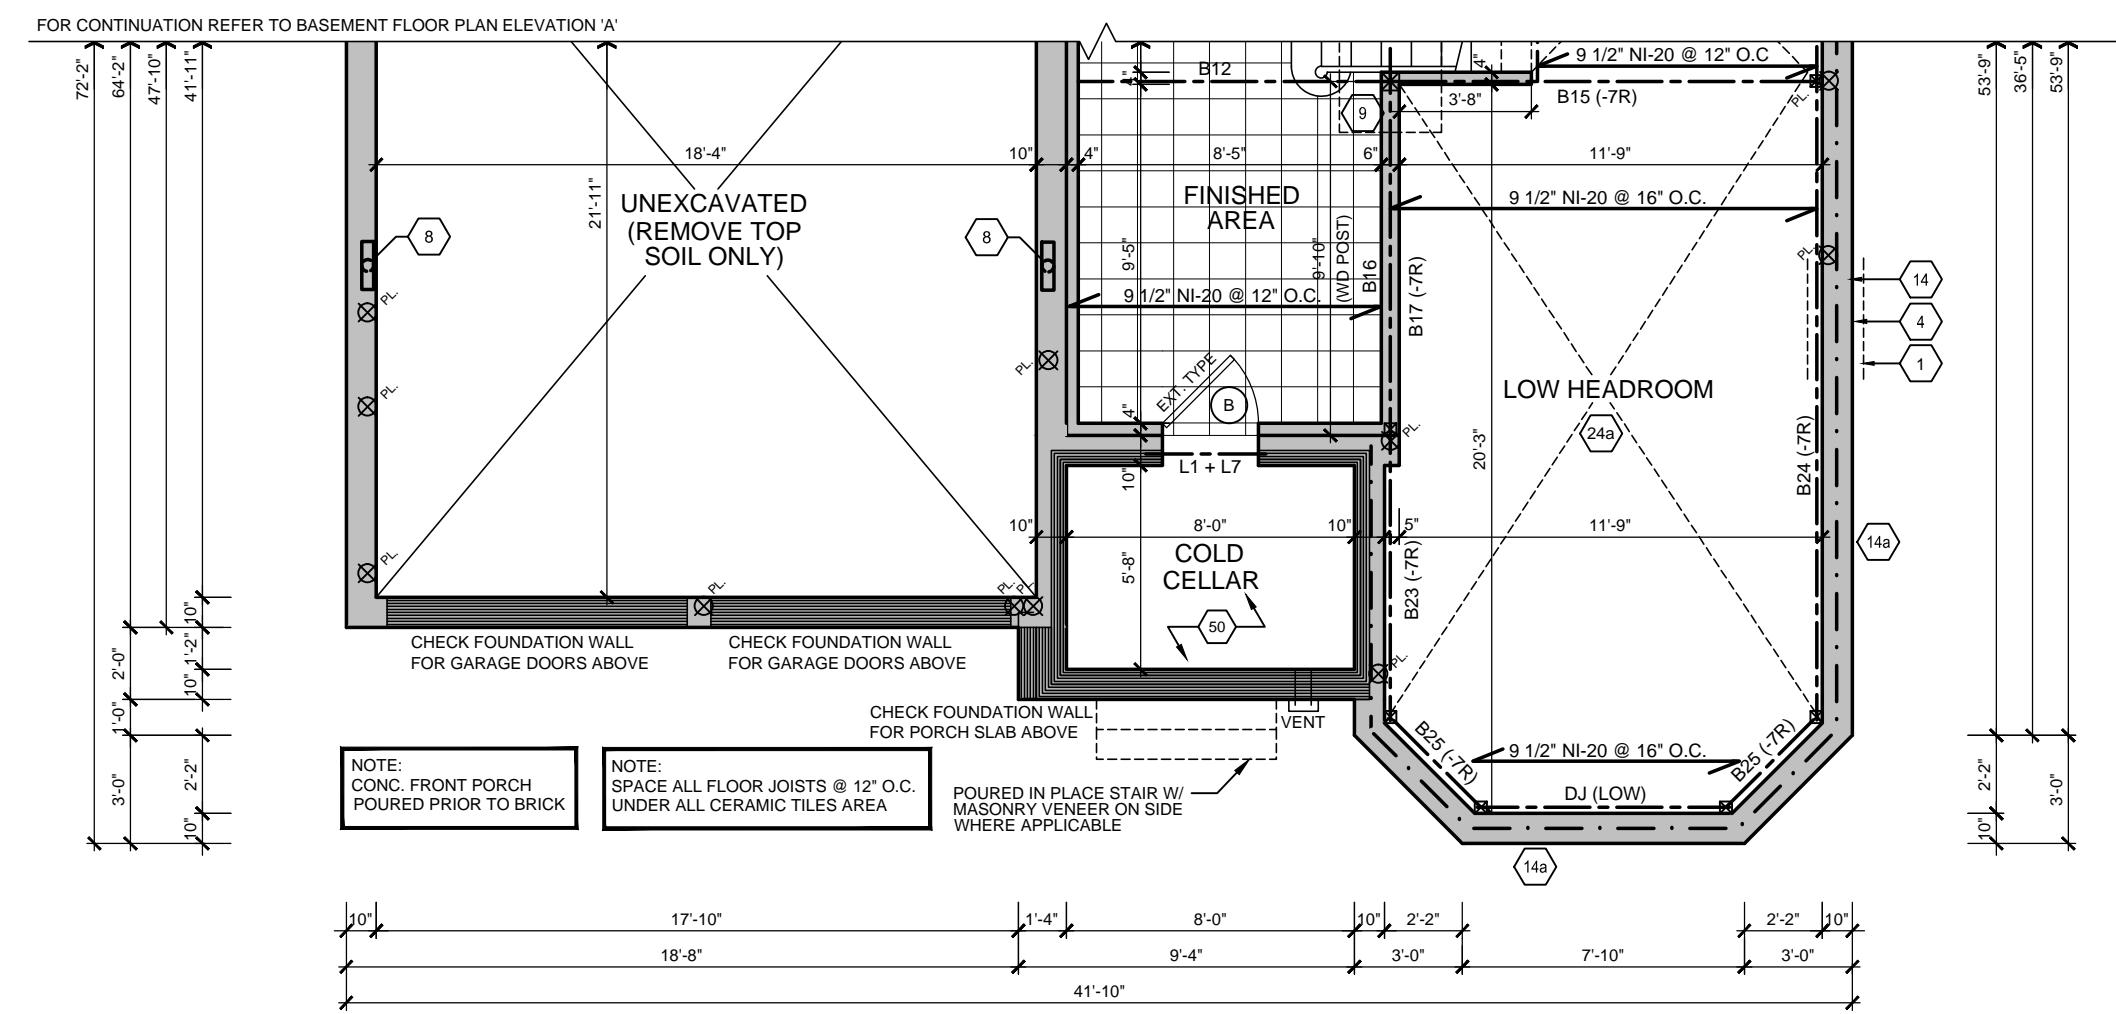 FOR CONTINUATION REFER TO BASEMENT FLOOR PLAN ELEVATION 'A'
72'-2"
64'-2"
47'-10"
41'-11"
21'-11"
18'-4"
10"
4"
8'-5"
6"
11'-9"
4"
B12
4"
9 1/2" NI-20 @ 12" O.C
3'-8"
B15 (-7R)
PL.
9
53'-9"
36'-5"
53'-9"
UNEXCAVATED
(REMOVE TOP
SOIL ONLY)
8
8
PL.
PL.
PL.
PL.
FINISHED
AREA
9'-5"
9'-10"
(WD POST)
B16
B17 (-7R)
9 1/2" NI-20 @ 16" O.C.
9 1/2" NI-20 @ 12" O.C.
PL.
14
4
1
EXT. TYPE
B
4"
PL.
LOW HEADROOM
24a
20'-3"
B24 (-7R)
L1 + L7
10"
10"
8'-0"
10"
5"
11'-9"
14a
COLD
CELLAR
5'-8"
50
B23 (-7R)
PL.
PL.
PL.
PL.
10"
1'-2"
10"
2'-0"
1'-0"
3'-0"
2'-2"
10"
CHECK FOUNDATION WALL
FOR GARAGE DOORS ABOVE
CHECK FOUNDATION WALL
FOR GARAGE DOORS ABOVE
CHECK FOUNDATION WALL
FOR PORCH SLAB ABOVE
VENT
B25 (-7R)
9 1/2" NI-20 @ 16" O.C.
B25 (-7R)
DJ (LOW)
14a
2'-2"
10"
3'-0"
NOTE:
CONC. FRONT PORCH
POURED PRIOR TO BRICK
NOTE:
SPACE ALL FLOOR JOISTS @ 12" O.C.
UNDER ALL CERAMIC TILES AREA
POURED IN PLACE STAIR W/
MASONRY VENEER ON SIDE
WHERE APPLICABLE
10"
17'-10"
1'-4"
8'-0"
10"
2'-2"
2'-2"
10"
18'-8"
9'-4"
3'-0"
7'-10"
3'-0"
41'-10"